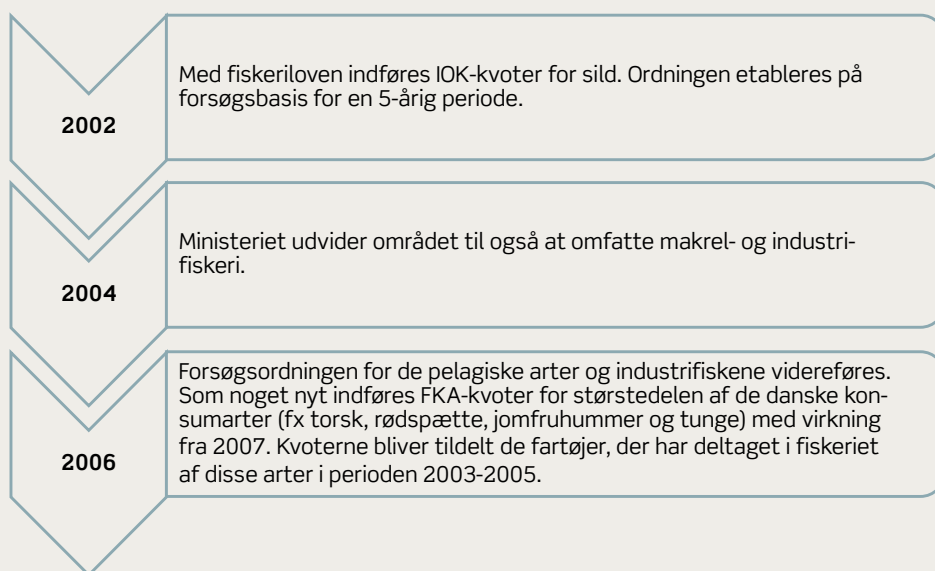 2002
Med fiskeriloven indføres IOK-kvoter for sild. Ordningen etableres på
forsøgsbasis for en 5-årig periode.
2004
Ministeriet udvider området til også at omfatte makrel- og industri-
fiskeri.
2006
Forsøgsordningen for de pelagiske arter og industrifiskene videreføres.
Som noget nyt indføres FKA-kvoter for størstedelen af de danske kon-
sumarter (fx torsk, rødspætte, jomfruhummer og tunge) med virkning
fra 2007. Kvoterne bliver tildelt de fartøjer, der har deltaget i fiskeriet
af disse arter i perioden 2003-2005.